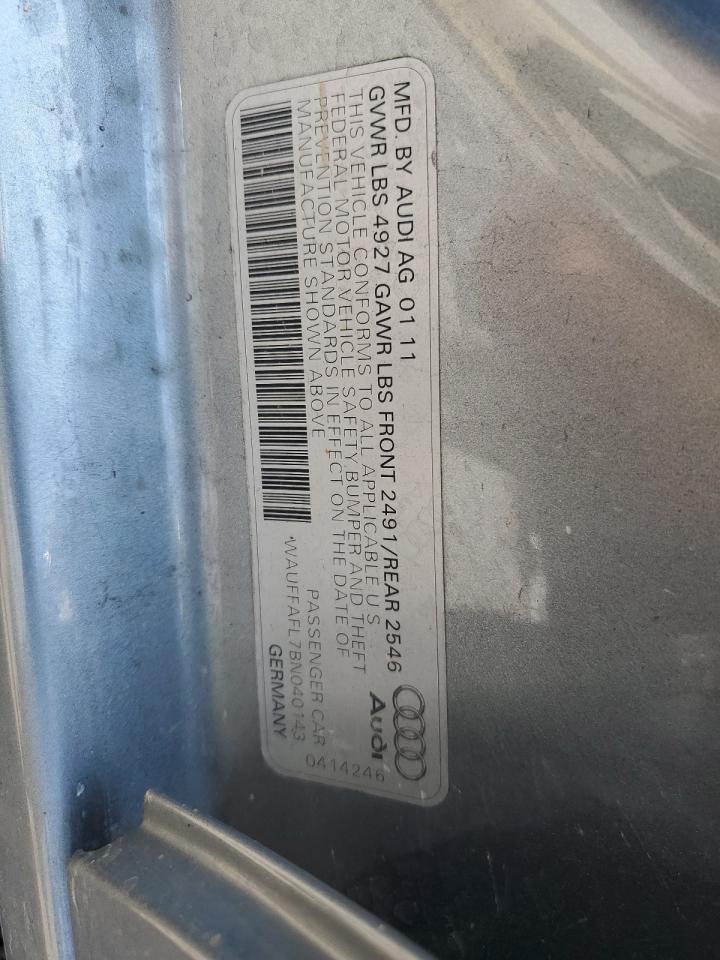 MFD. BY AUDI AG 01.11
GVWR LBS 4927 GAWR LBS FRONT 2491/REAR 2546
THIS VEHICLE CONFORMS TO ALL APPLICABLE U S
FEDERAL MOTOR VEHICLE SAFETY,BUMPER AND THEFT
PREVENTION STANDARDS IN EFFECT ON THE DATE OF
MANUFACTURE SHOWN ABOVE
PASSENGER CAR
*WAUFFAFL7BN040143
GERMANY
Audi
0414246